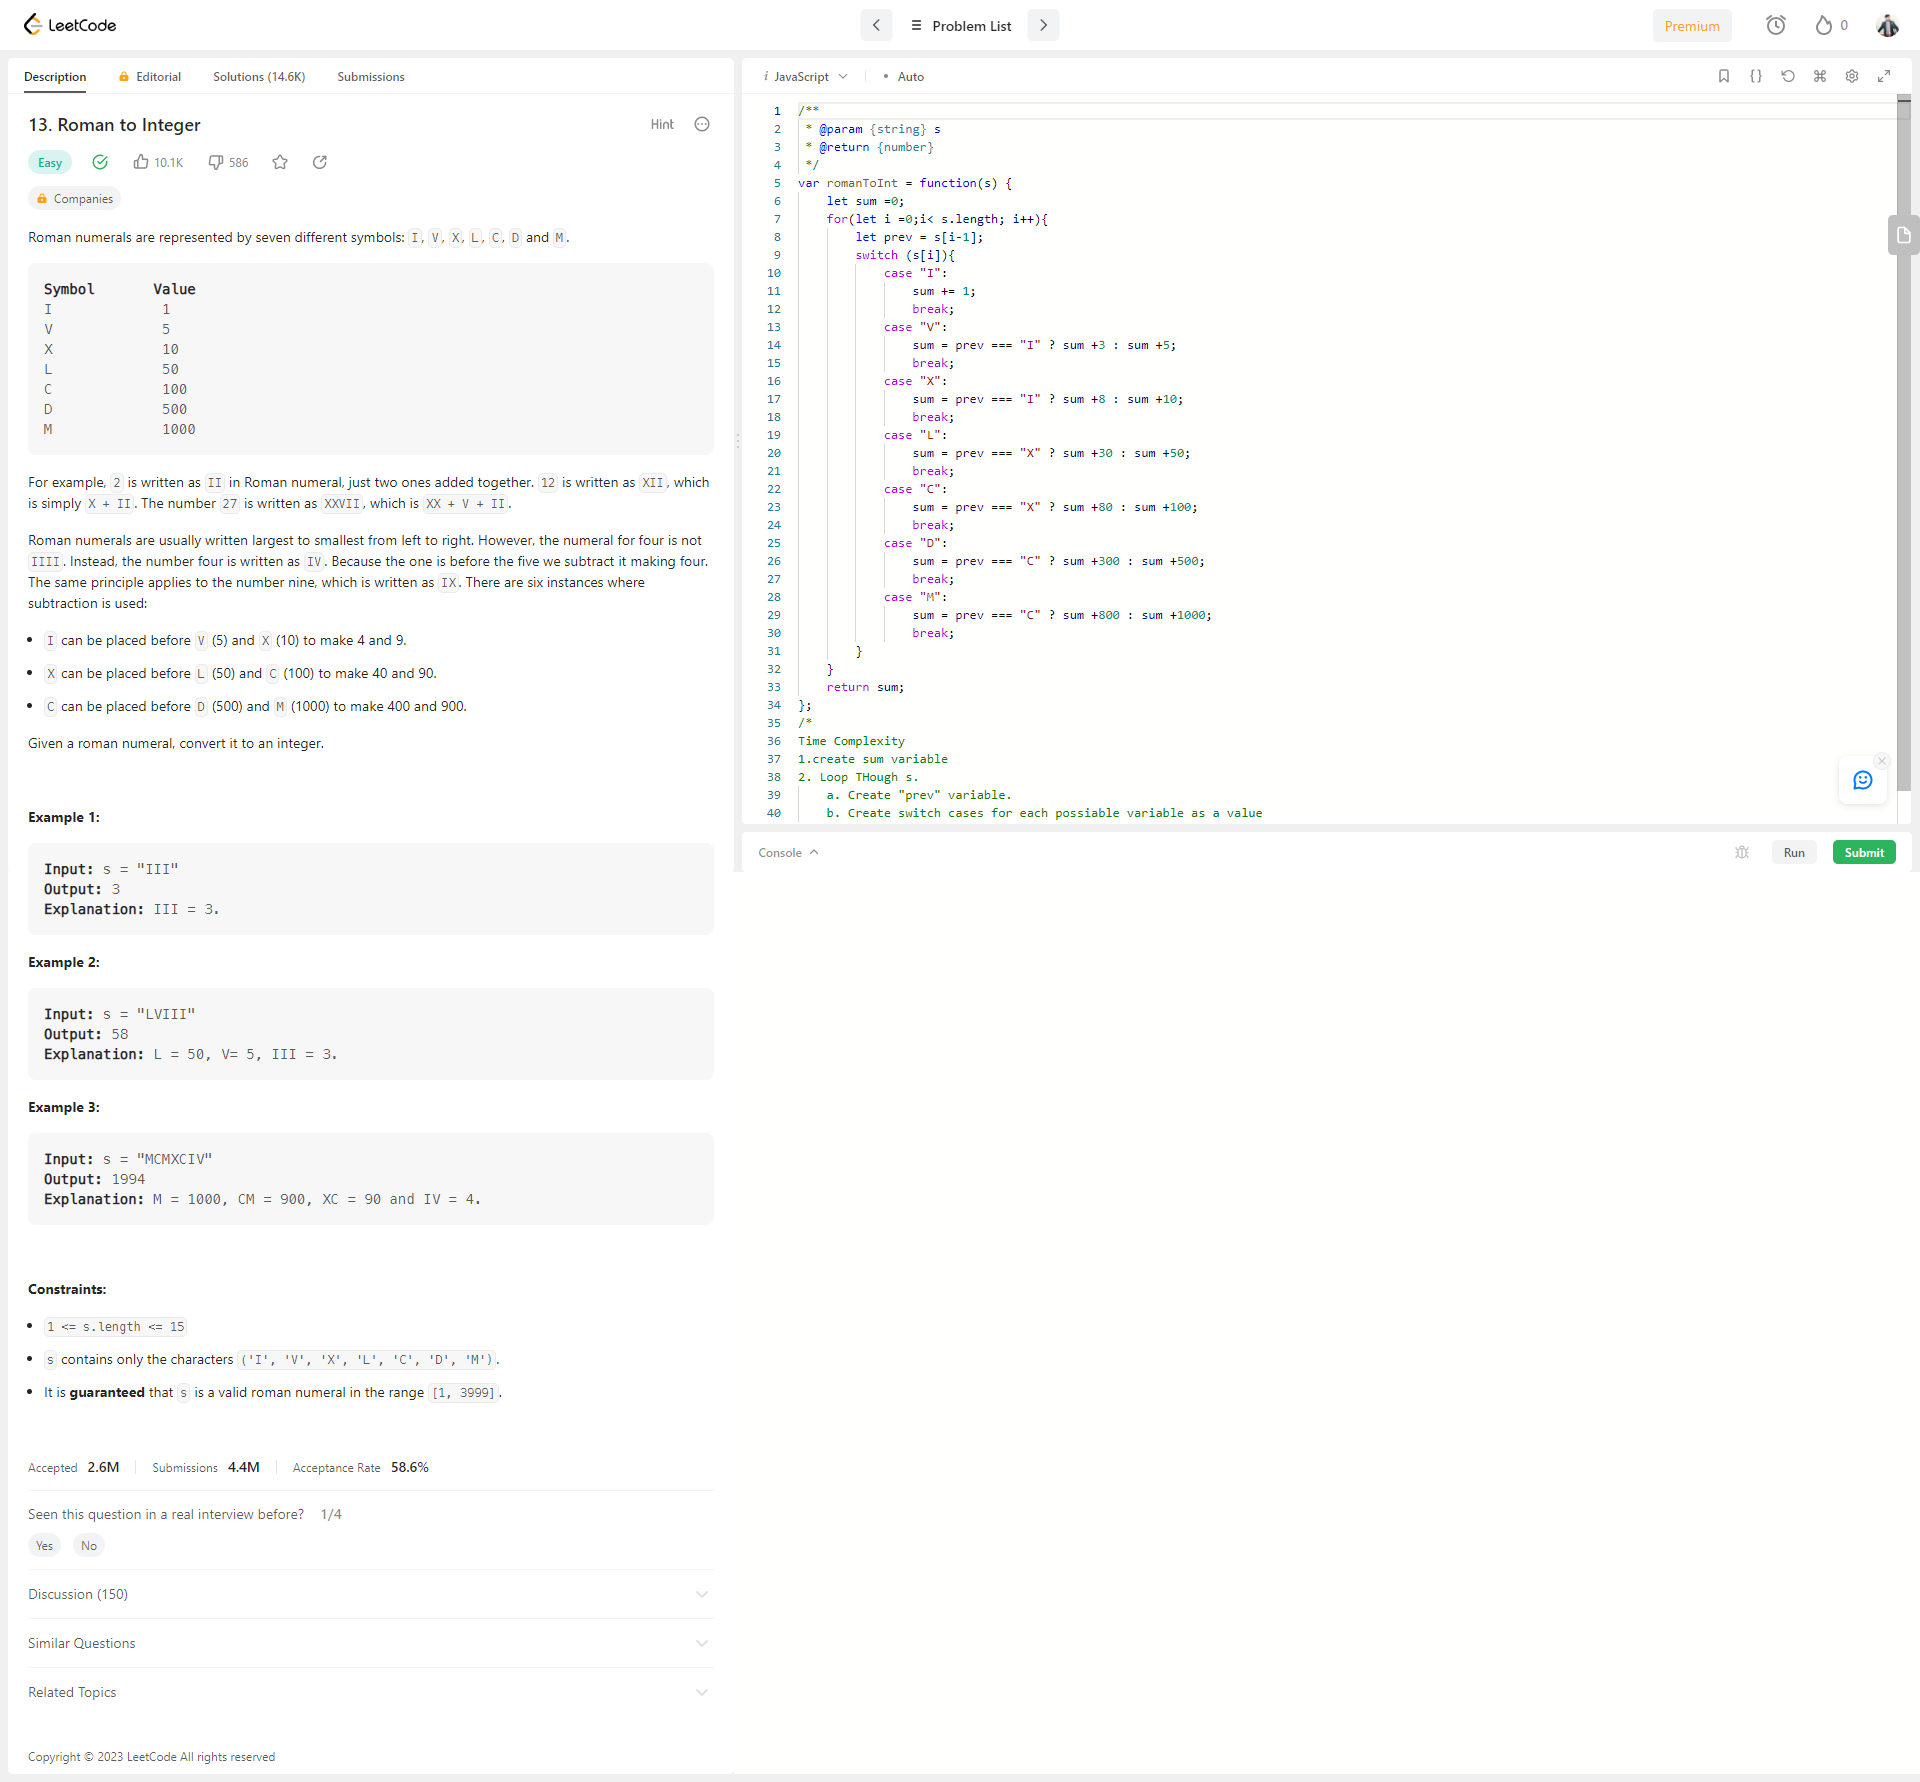 LeetCode
Problem List
Premium
0
Description Editorial Solutions (14.6K) Submissions
13. Roman to Integer
Hint
Easy 10.1K 586
Companies
Roman numerals are represented by seven different symbols: I, V, X, L, C, D and M.
Symbol Value
I 1
V 5
X 10
L 50
C 100
D 500
M 1000
For example, 2 is written as II in Roman numeral, just two ones added together. 12 is written as XII, which
is simply X + II. The number 27 is written as XXVII, which is XX + V + II.
Roman numerals are usually written largest to smallest from left to right. However, the numeral for four is not
IIII. Instead, the number four is written as IV. Because the one is before the five we subtract it making four.
The same principle applies to the number nine, which is written as IX. There are six instances where
subtraction is used:
• I can be placed before V (5) and X (10) to make 4 and 9.
• X can be placed before L (50) and C (100) to make 40 and 90.
• C can be placed before D (500) and M (1000) to make 400 and 900.
Given a roman numeral, convert it to an integer.
Example 1:
Input: s = "III"
Output: 3
Explanation: III = 3.
Example 2:
Input: s = "LVIII"
Output: 58
Explanation: L = 50, V= 5, III = 3.
Example 3:
Input: s = "MCMXCIV"
Output: 1994
Explanation: M = 1000, CM = 900, XC = 90 and IV = 4.
Constraints:
• 1 <= s.length <= 15
• s contains only the characters ('I', 'V', 'X', 'L', 'C', 'D', 'M').
• It is guaranteed that s is a valid roman numeral in the range [1, 3999].
Accepted 2.6M Submissions 4.4M Acceptance Rate 58.6%
Seen this question in a real interview before? 1/4
Yes No
Discussion (150)
Similar Questions
Related Topics
Copyright © 2023 LeetCode All rights reserved
i JavaScript • Auto
1 /**
2 * @param {string} s
3 * @return {number}
4 */
5 var romanToInt = function(s) {
6 let sum =0;
7 for(let i =0;i< s.length; i++){
8 let prev = s[i-1];
9 switch (s[i]){
10 case "I":
11 sum += 1;
12 break;
13 case "V":
14 sum = prev === "I" ? sum +3 : sum +5;
15 break;
16 case "X":
17 sum = prev === "I" ? sum +8 : sum +10;
18 break;
19 case "L":
20 sum = prev === "X" ? sum +30 : sum +50;
21 break;
22 case "C":
23 sum = prev === "X" ? sum +80 : sum +100;
24 break;
25 case "D":
26 sum = prev === "C" ? sum +300 : sum +500;
27 break;
28 case "M":
29 sum = prev === "C" ? sum +800 : sum +1000;
30 break;
31 }
32 }
33 return sum;
34 };
35 /*
36 Time Complexity
37 1.create sum variable
38 2. Loop THough s.
39 a. Create "prev" variable.
40 b. Create switch cases for each possiable variable as a value
Console Run Submit